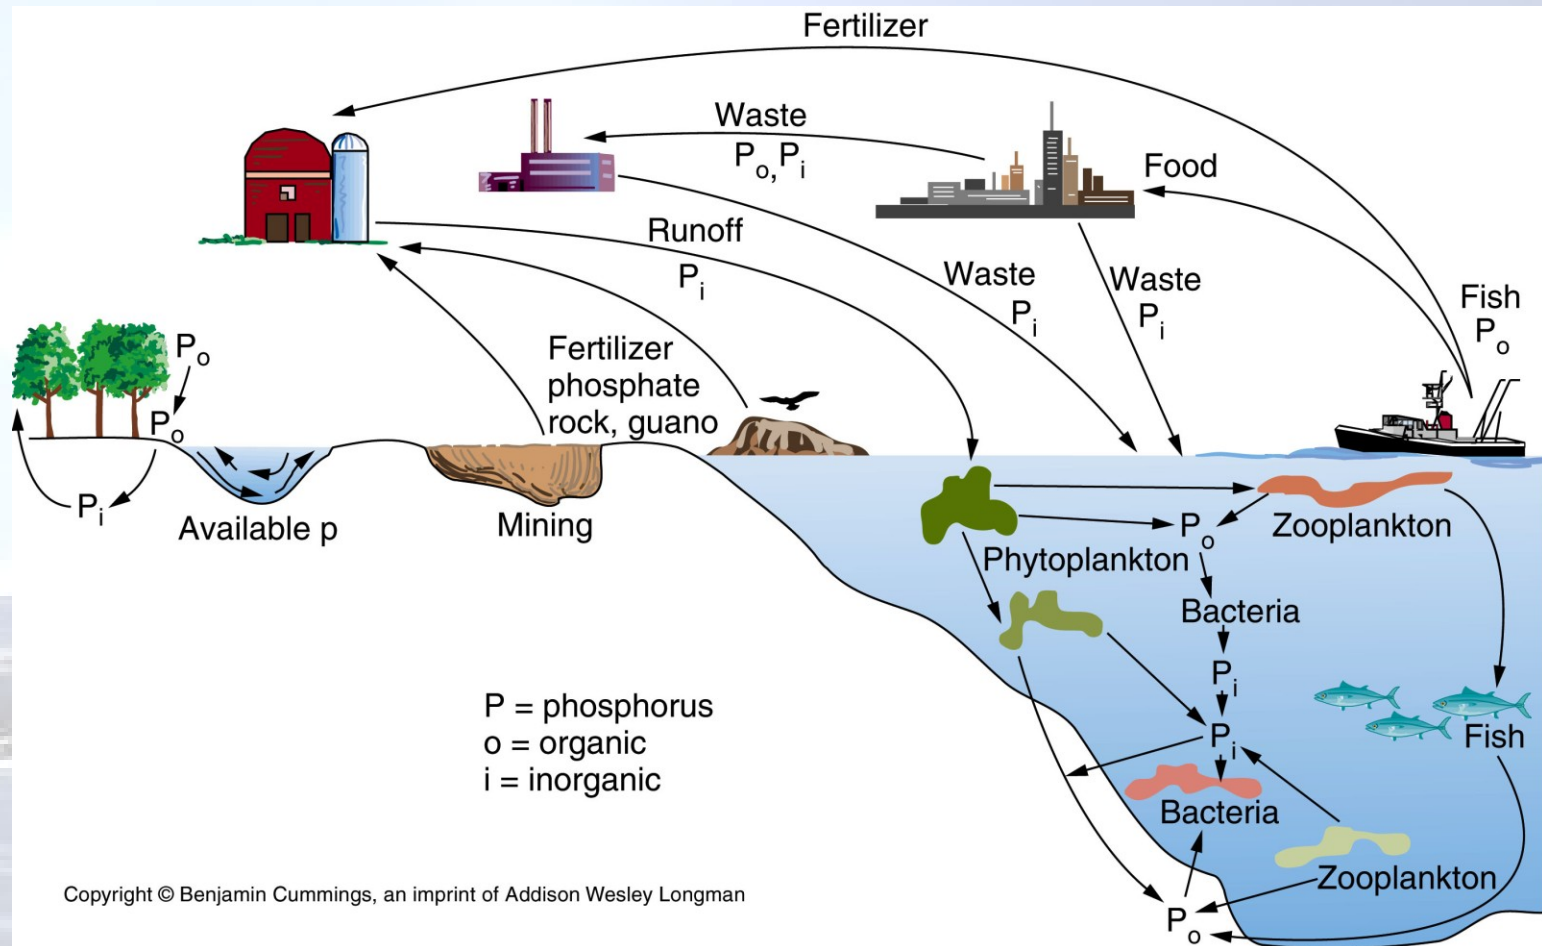 Fertilizer
Waste
Po,Pi
Food
Runoff
Pi
Waste
Pi
Waste
Pi
Fish
Po
Po
Po
Pi
Fertilizer
phosphate
rock, guano
Available p
Mining
Zooplankton
Po
Phytoplankton
Bacteria
Pi
Pi
Fish
Bacteria
Zooplankton
Po
P = phosphorus
o = organic
i = inorganic
Copyright © Benjamin Cummings, an imprint of Addison Wesley Longman